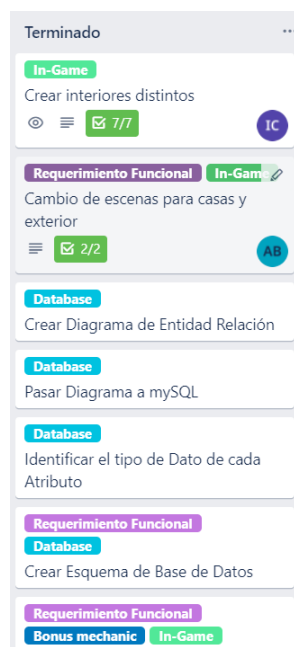 Terminado
In-Game
Crear interiores distintos
7/7
IC
Requerimiento Funcional In-Game
Cambio de escenas para casas y
exterior
2/2
AB
Database
Crear Diagrama de Entidad Relación
Database
Pasar Diagrama a mySQL
Database
Identificar el tipo de Dato de cada
Atributo
Requerimiento Funcional
Database
Crear Esquema de Base de Datos
Requerimiento Funcional
Bonus mechanic In-Game